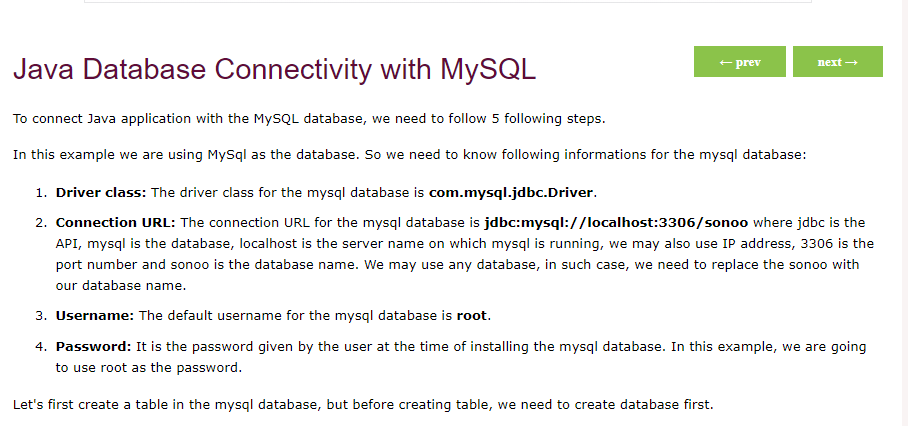 Java Database Connectivity with MySQL
← prev
next →
To connect Java application with the MySQL database, we need to follow 5 following steps.
In this example we are using MySql as the database. So we need to know following informations for the mysql database:
1. Driver class: The driver class for the mysql database is com.mysql.jdbc.Driver.
2. Connection URL: The connection URL for the mysql database is jdbc:mysql://localhost:3306/sonoo where jdbc is the
API, mysql is the database, localhost is the server name on which mysql is running, we may also use IP address, 3306 is the
port number and sonoo is the database name. We may use any database, in such case, we need to replace the sonoo with
our database name.
3. Username: The default username for the mysql database is root.
4. Password: It is the password given by the user at the time of installing the mysql database. In this example, we are going
to use root as the password.
Let's first create a table in the mysql database, but before creating table, we need to create database first.